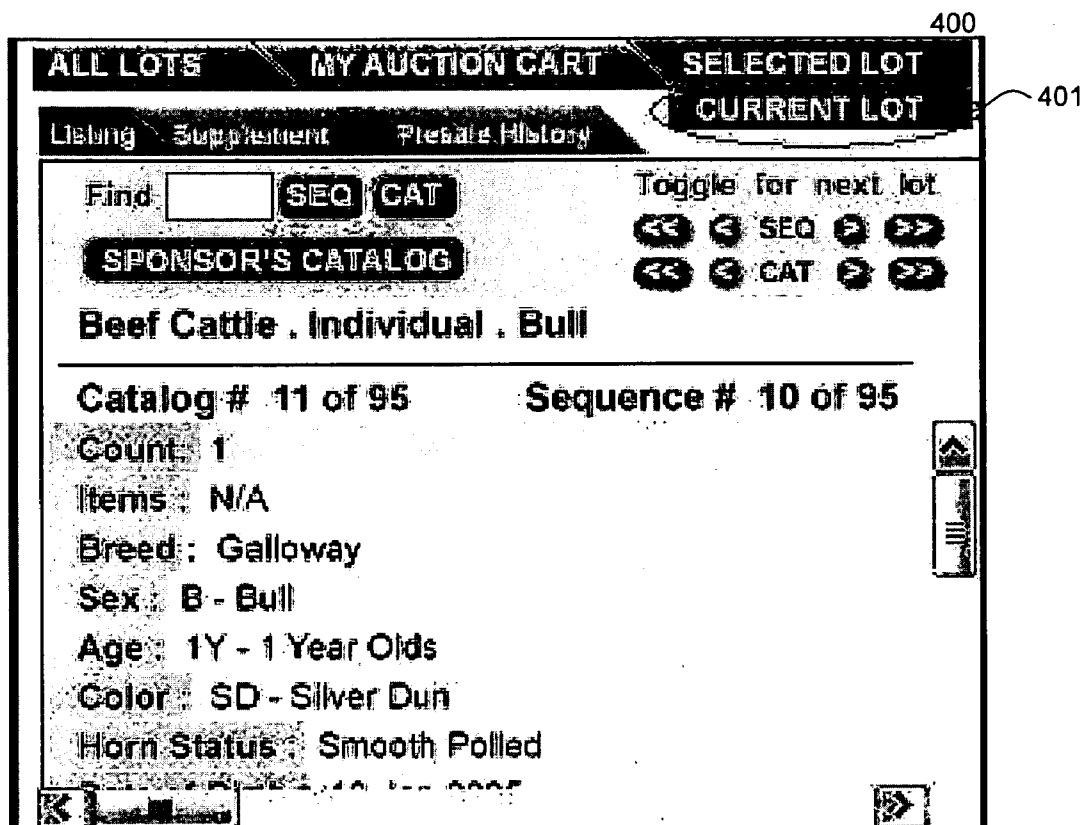 400
ALL LOTS MY AUCTION CART SELECTED LOT
CURRENT LOT 401
Listing Supplement Presale History
Find SEQ CAT Toggle for next lot
<< < SEQ > >>
SPONSOR'S CATALOG << < CAT > >>
Beef Cattle . Individual . Bull
Catalog # 11 of 95 Sequence # 10 of 95
Count: 1
Items : N/A
Breed : Galloway
Sex : B - Bull
Age : 1Y - 1 Year Olds
Color : SD - Silver Dun
Horn Status : Smooth Polled